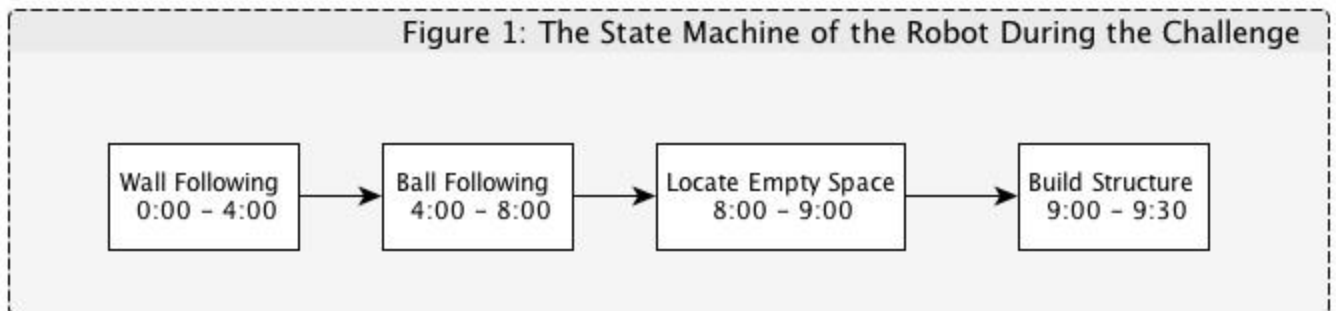 Figure 1: The State Machine of the Robot During the Challenge
Wall Following
0:00 – 4:00
Ball Following
4:00 – 8:00
Locate Empty Space
8:00 – 9:00
Build Structure
9:00 – 9:30